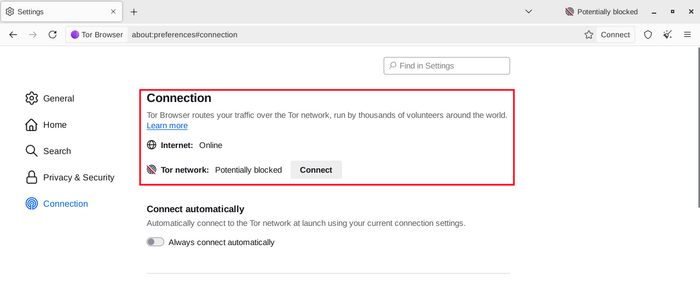 Settings
Potentially blocked
Tor Browser about:preferences#connection Connect
Find in Settings
General
Home
Search
Privacy & Security
Connection
Connection
Tor Browser routes your traffic over the Tor network, run by thousands of volunteers around the world.
Learn more
Internet: Online
Tor network: Potentially blocked Connect
Connect automatically
Automatically connect to the Tor network at launch using your current connection settings.
Always connect automatically